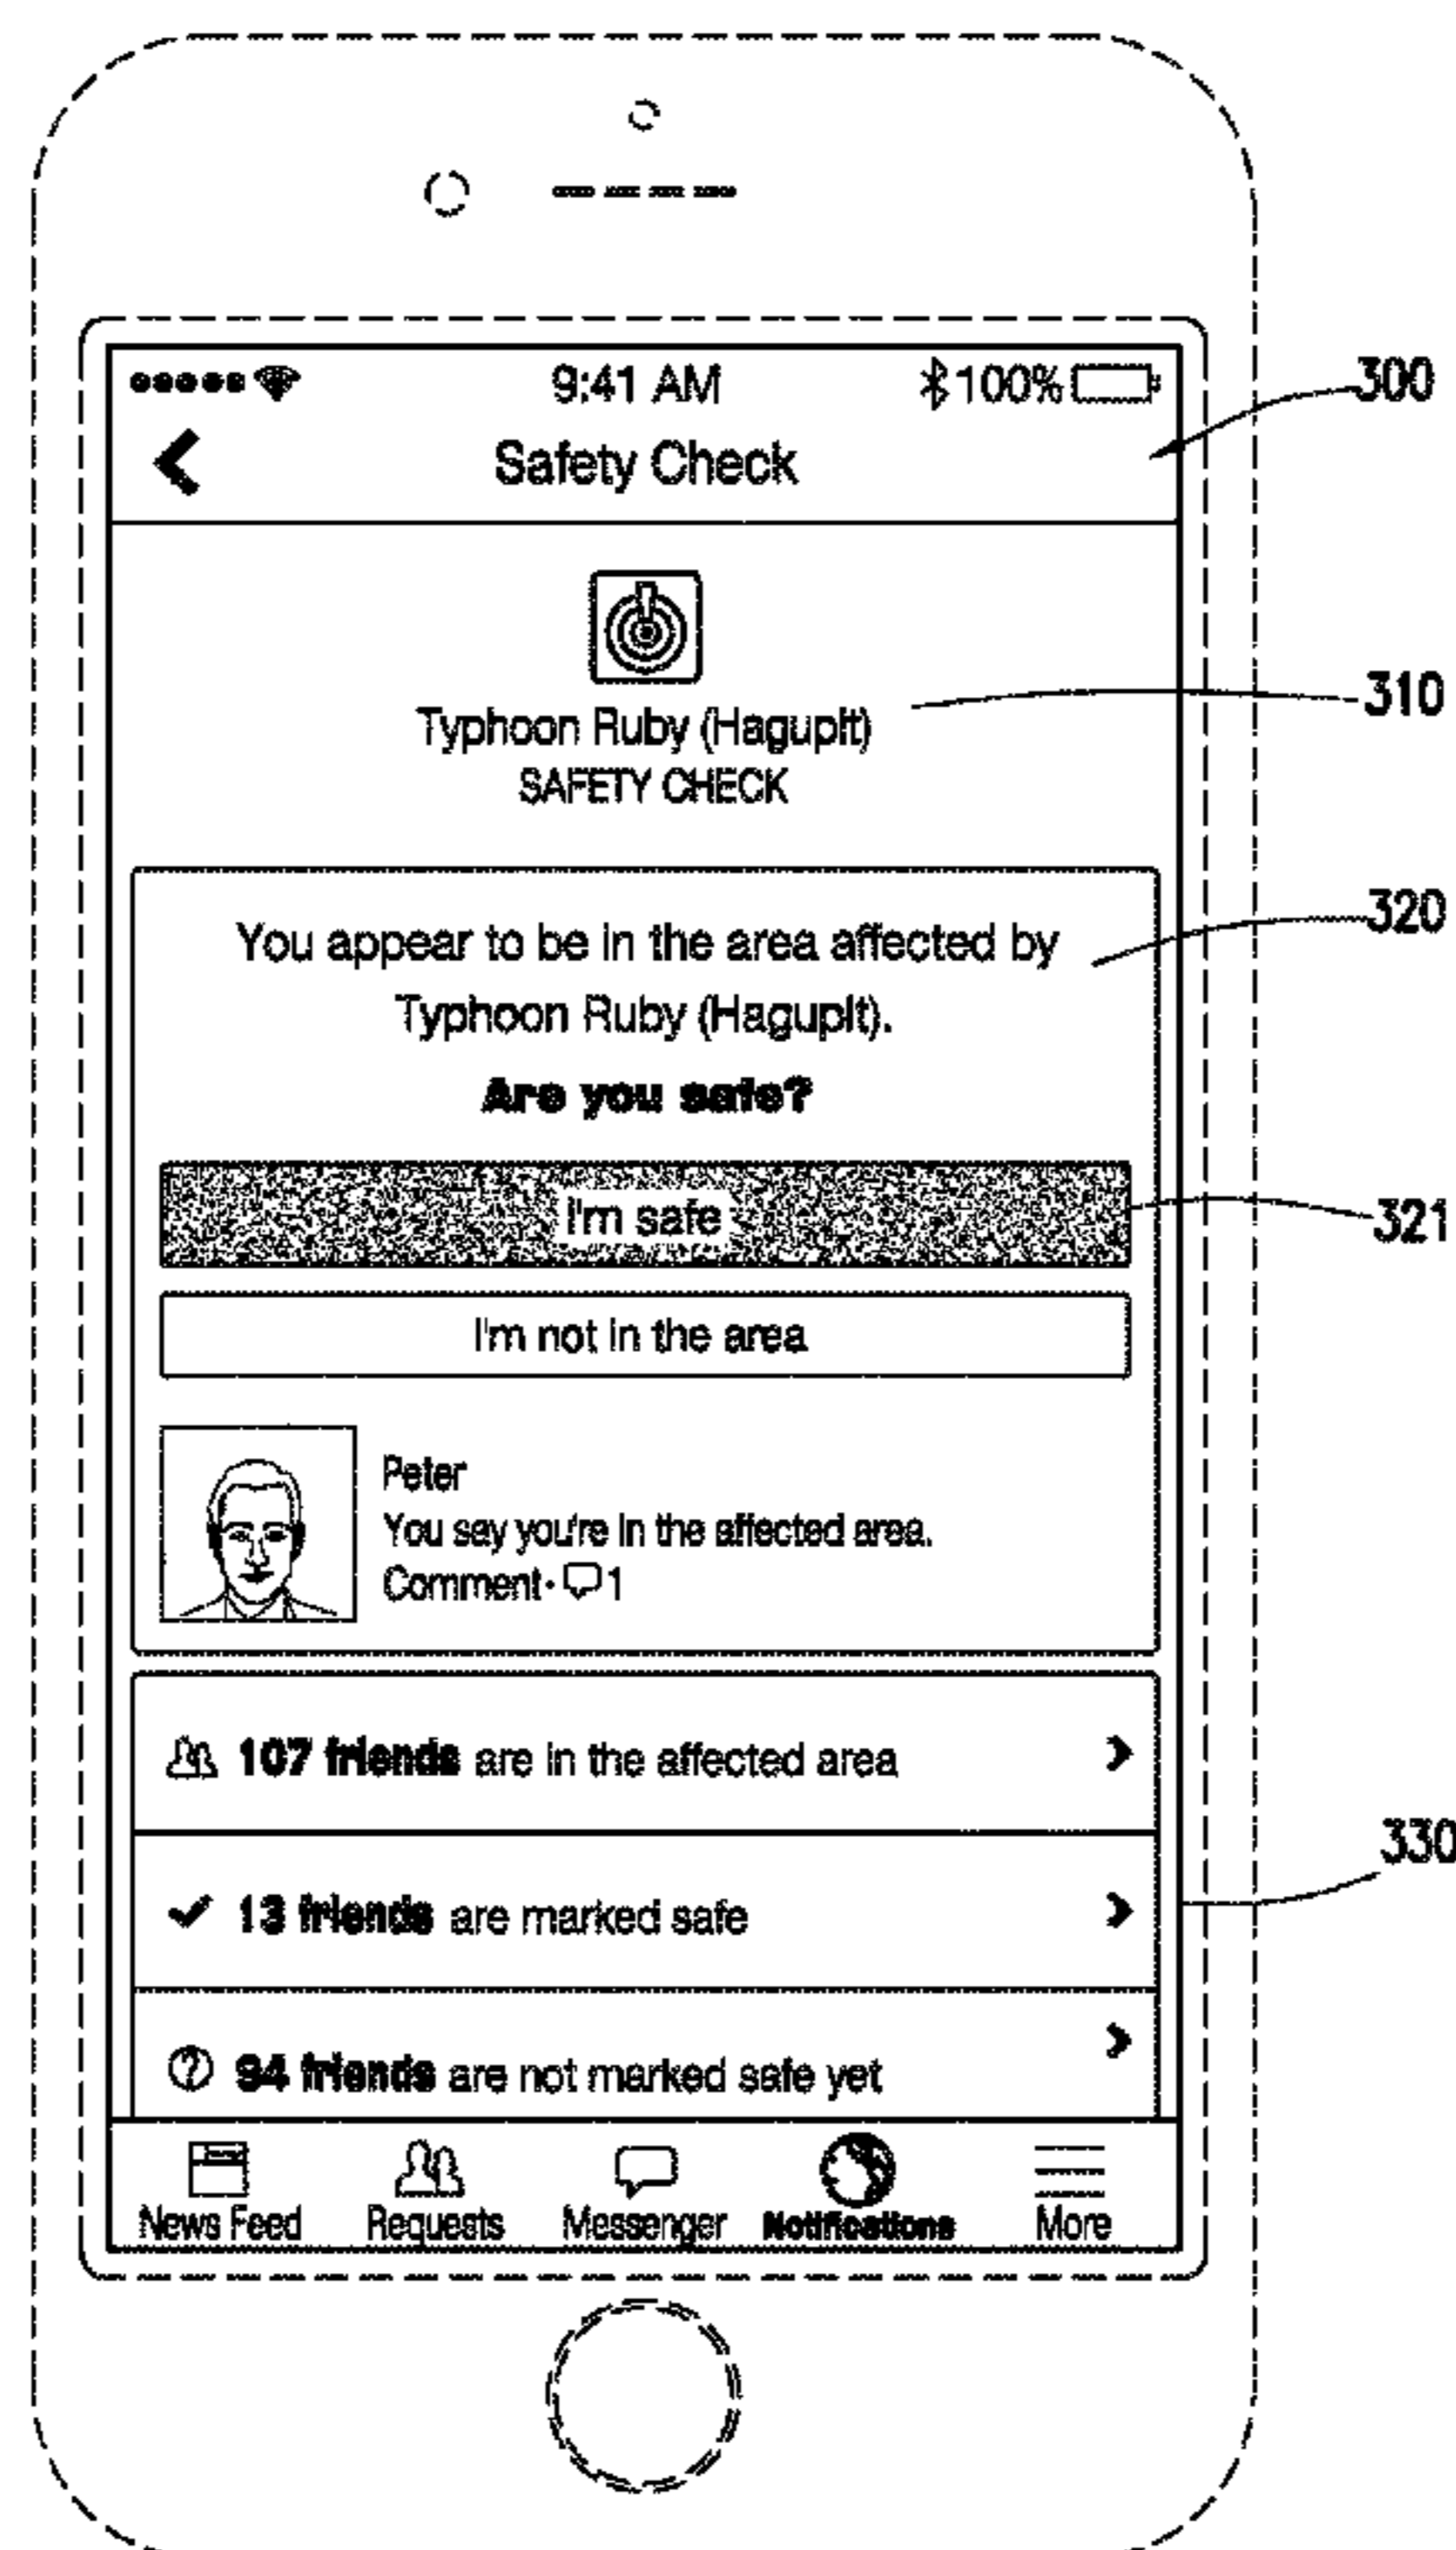 9:41 AM 100%
Safety Check
300
Typhoon Ruby (Hagupit)
310
SAFETY CHECK
You appear to be in the area affected by
320
Typhoon Ruby (Hagupit).
Are you safe?
I'm safe
321
I'm not in the area
Peter
You say you're in the affected area.
Comment· 1
107 friends are in the affected area
13 friends are marked safe
330
94 friends are not marked safe yet
News Feed Requests Messenger Notifications More